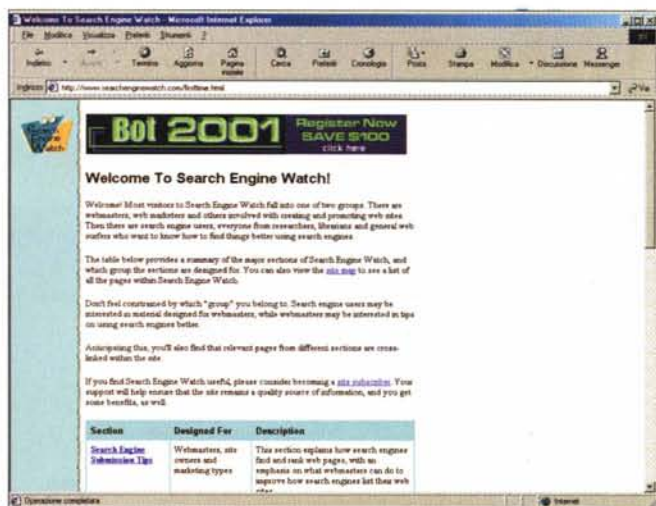 Welcome To Search Engine Watch - Microsoft Internet Explorer
File Modifica Visualizza Preferiti Strumenti ?
Indietro Avanti Termina Aggiorna Pagina iniziale Cerca Preferiti Cronologia Posta Stampa Modifica Discussione Messenger
Indirizzo http://www.searchenginewatch.com/firsttime.html Vai
Bot 2001
Register Now
SAVE $100
click here
Welcome To Search Engine Watch!
Welcome! Most visitors to Search Engine Watch fall into one of two groups. There are
webmasters, web marketers and others involved with creating and promoting web sites.
Then there are search engine users, everyone from researchers, librarians and general web
surfers who want to know how to find things better using search engines.
The table below provides a summary of the major sections of Search Engine Watch, and
which group the sections are designed for. You can also view the site map to see a list of
all the pages within Search Engine Watch.
Don't feel constrained by which "group" you belong to. Search engine users may be
interested in material designed for webmasters, while webmasters may be interested in tips
on using search engines better.
Anticipating this, you'll also find that relevant pages from different sections are cross-
linked within the site.
If you find Search Engine Watch useful, please consider becoming a site subscriber. Your
support will help ensure that the site remains a quality source of information, and you get
some benefits, as well.
Section Designed For Description
Search Engine Webmasters, site This section explains how search engines
Submission Tips owners and find and rank web pages, with an
marketing types emphasis on what webmasters can do to
improve how search engines list their web
sites.
Operazione completata Internet